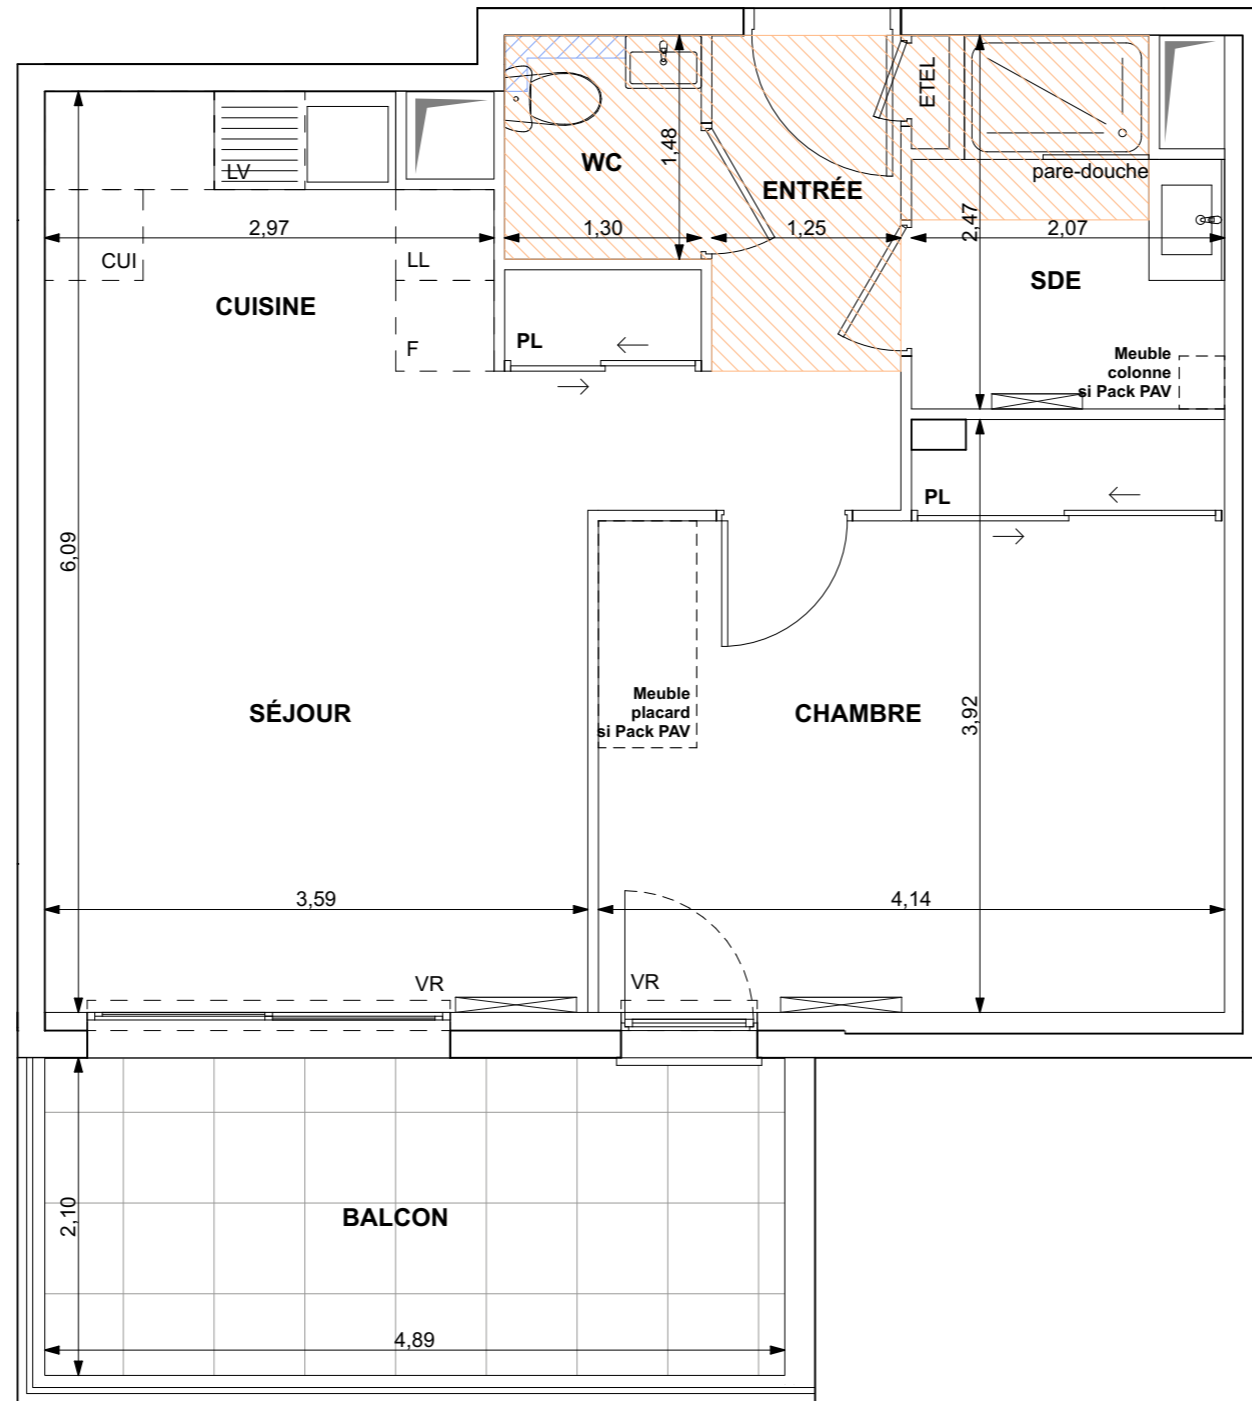 ETEL
LV
WC
1,48
ENTRÉE
pare-douche
2,97
1,30
1,25
2,47
2,07
CUI
LL
SDE
CUISINE
PL
F
Meuble
colonne
si Pack PAV
PL
6,09
Meuble
placard
si Pack PAV
SÉJOUR
CHAMBRE
3,92
3,59
4,14
VR
VR
2,10
BALCON
4,89